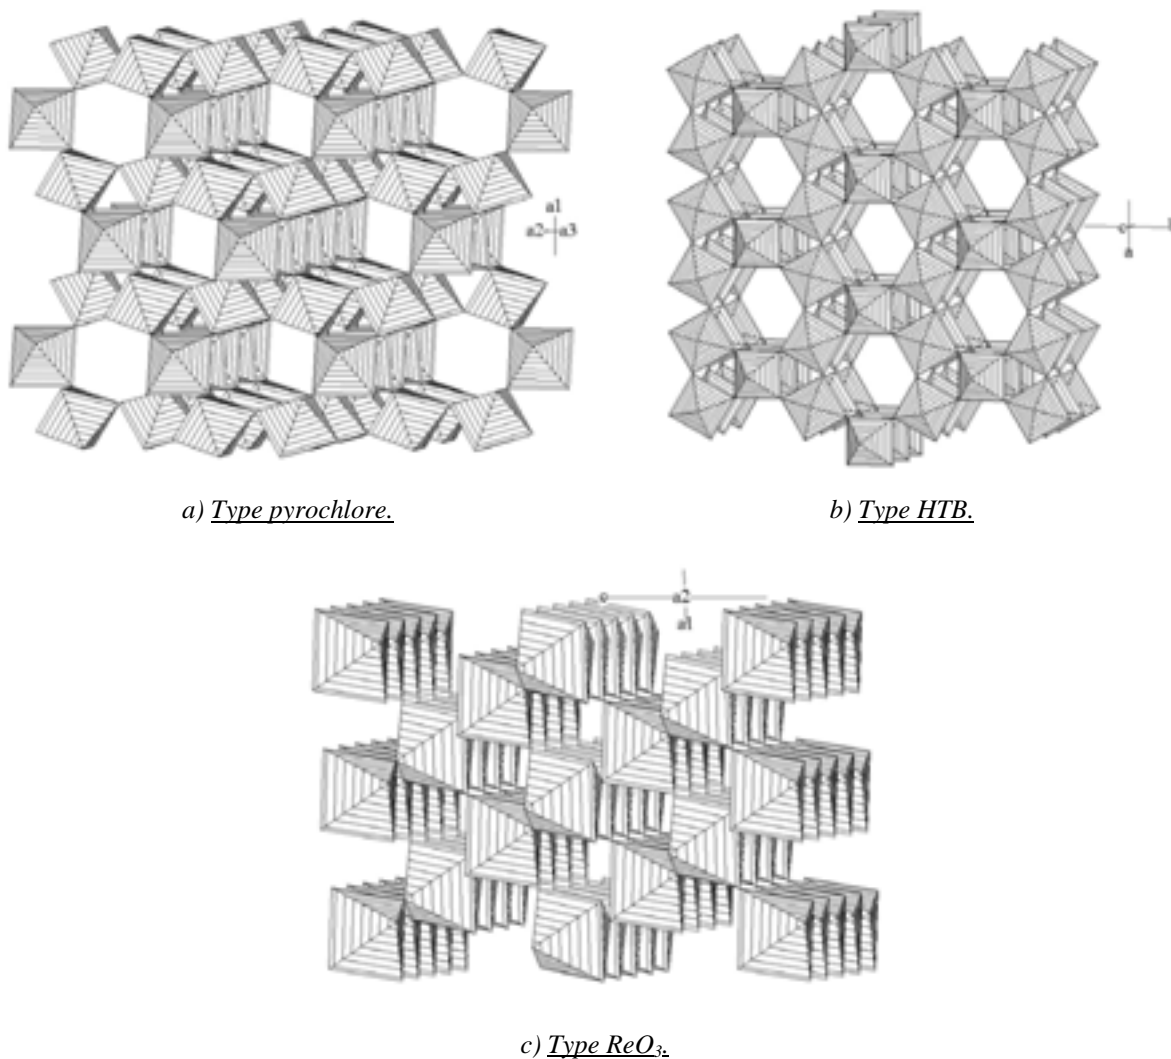 a1
a2 a3
c b
a
a) Type pyrochlore.
b) Type HTB.
c a2
a1
c) Type ReO₃.